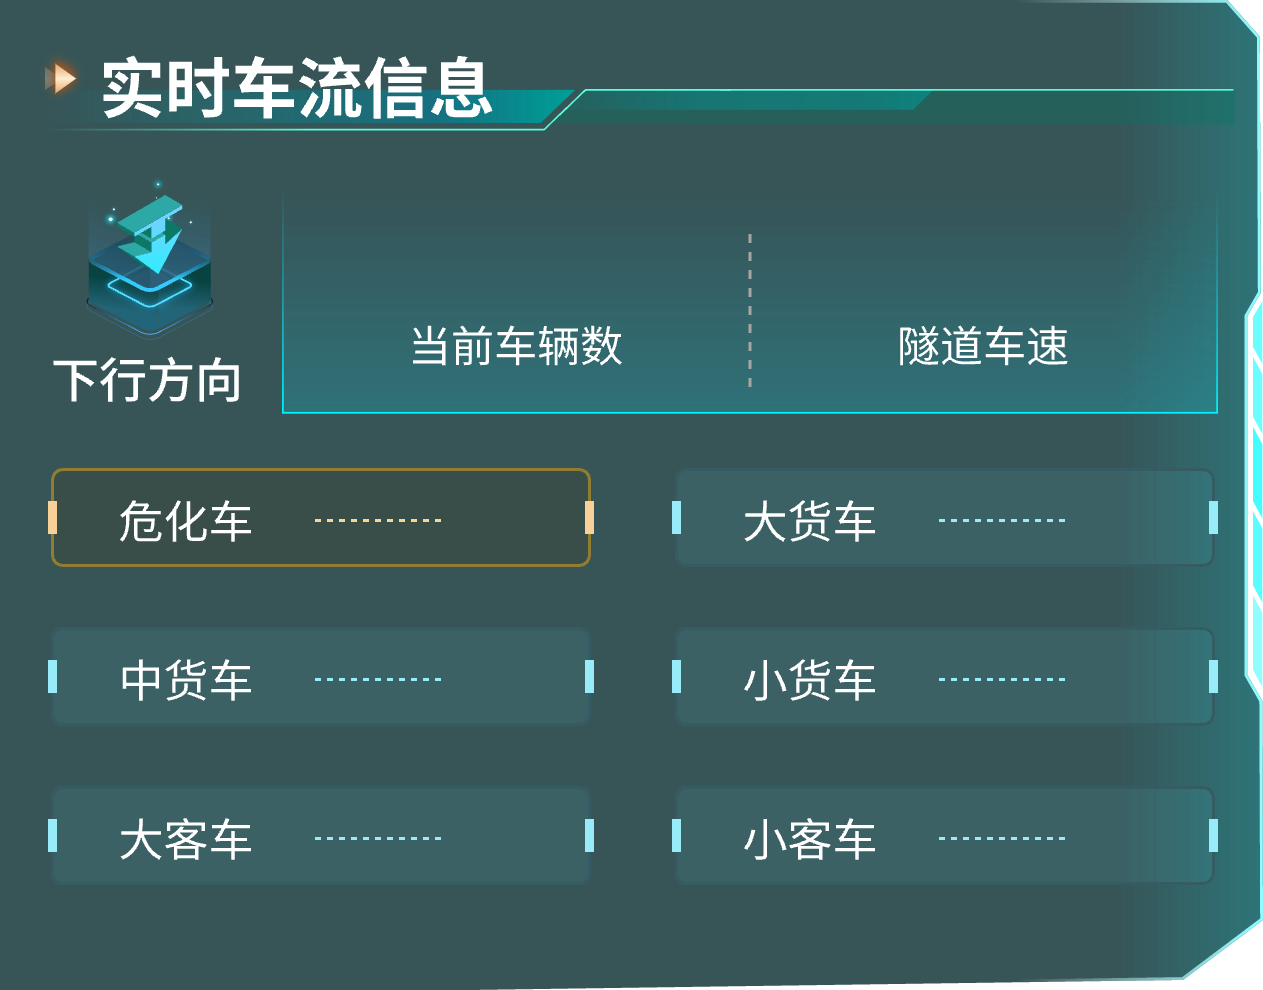 实时车流信息
当前车辆数 隧道车速
下行方向
危化车 大货车
中货车 小货车
大客车 小客车